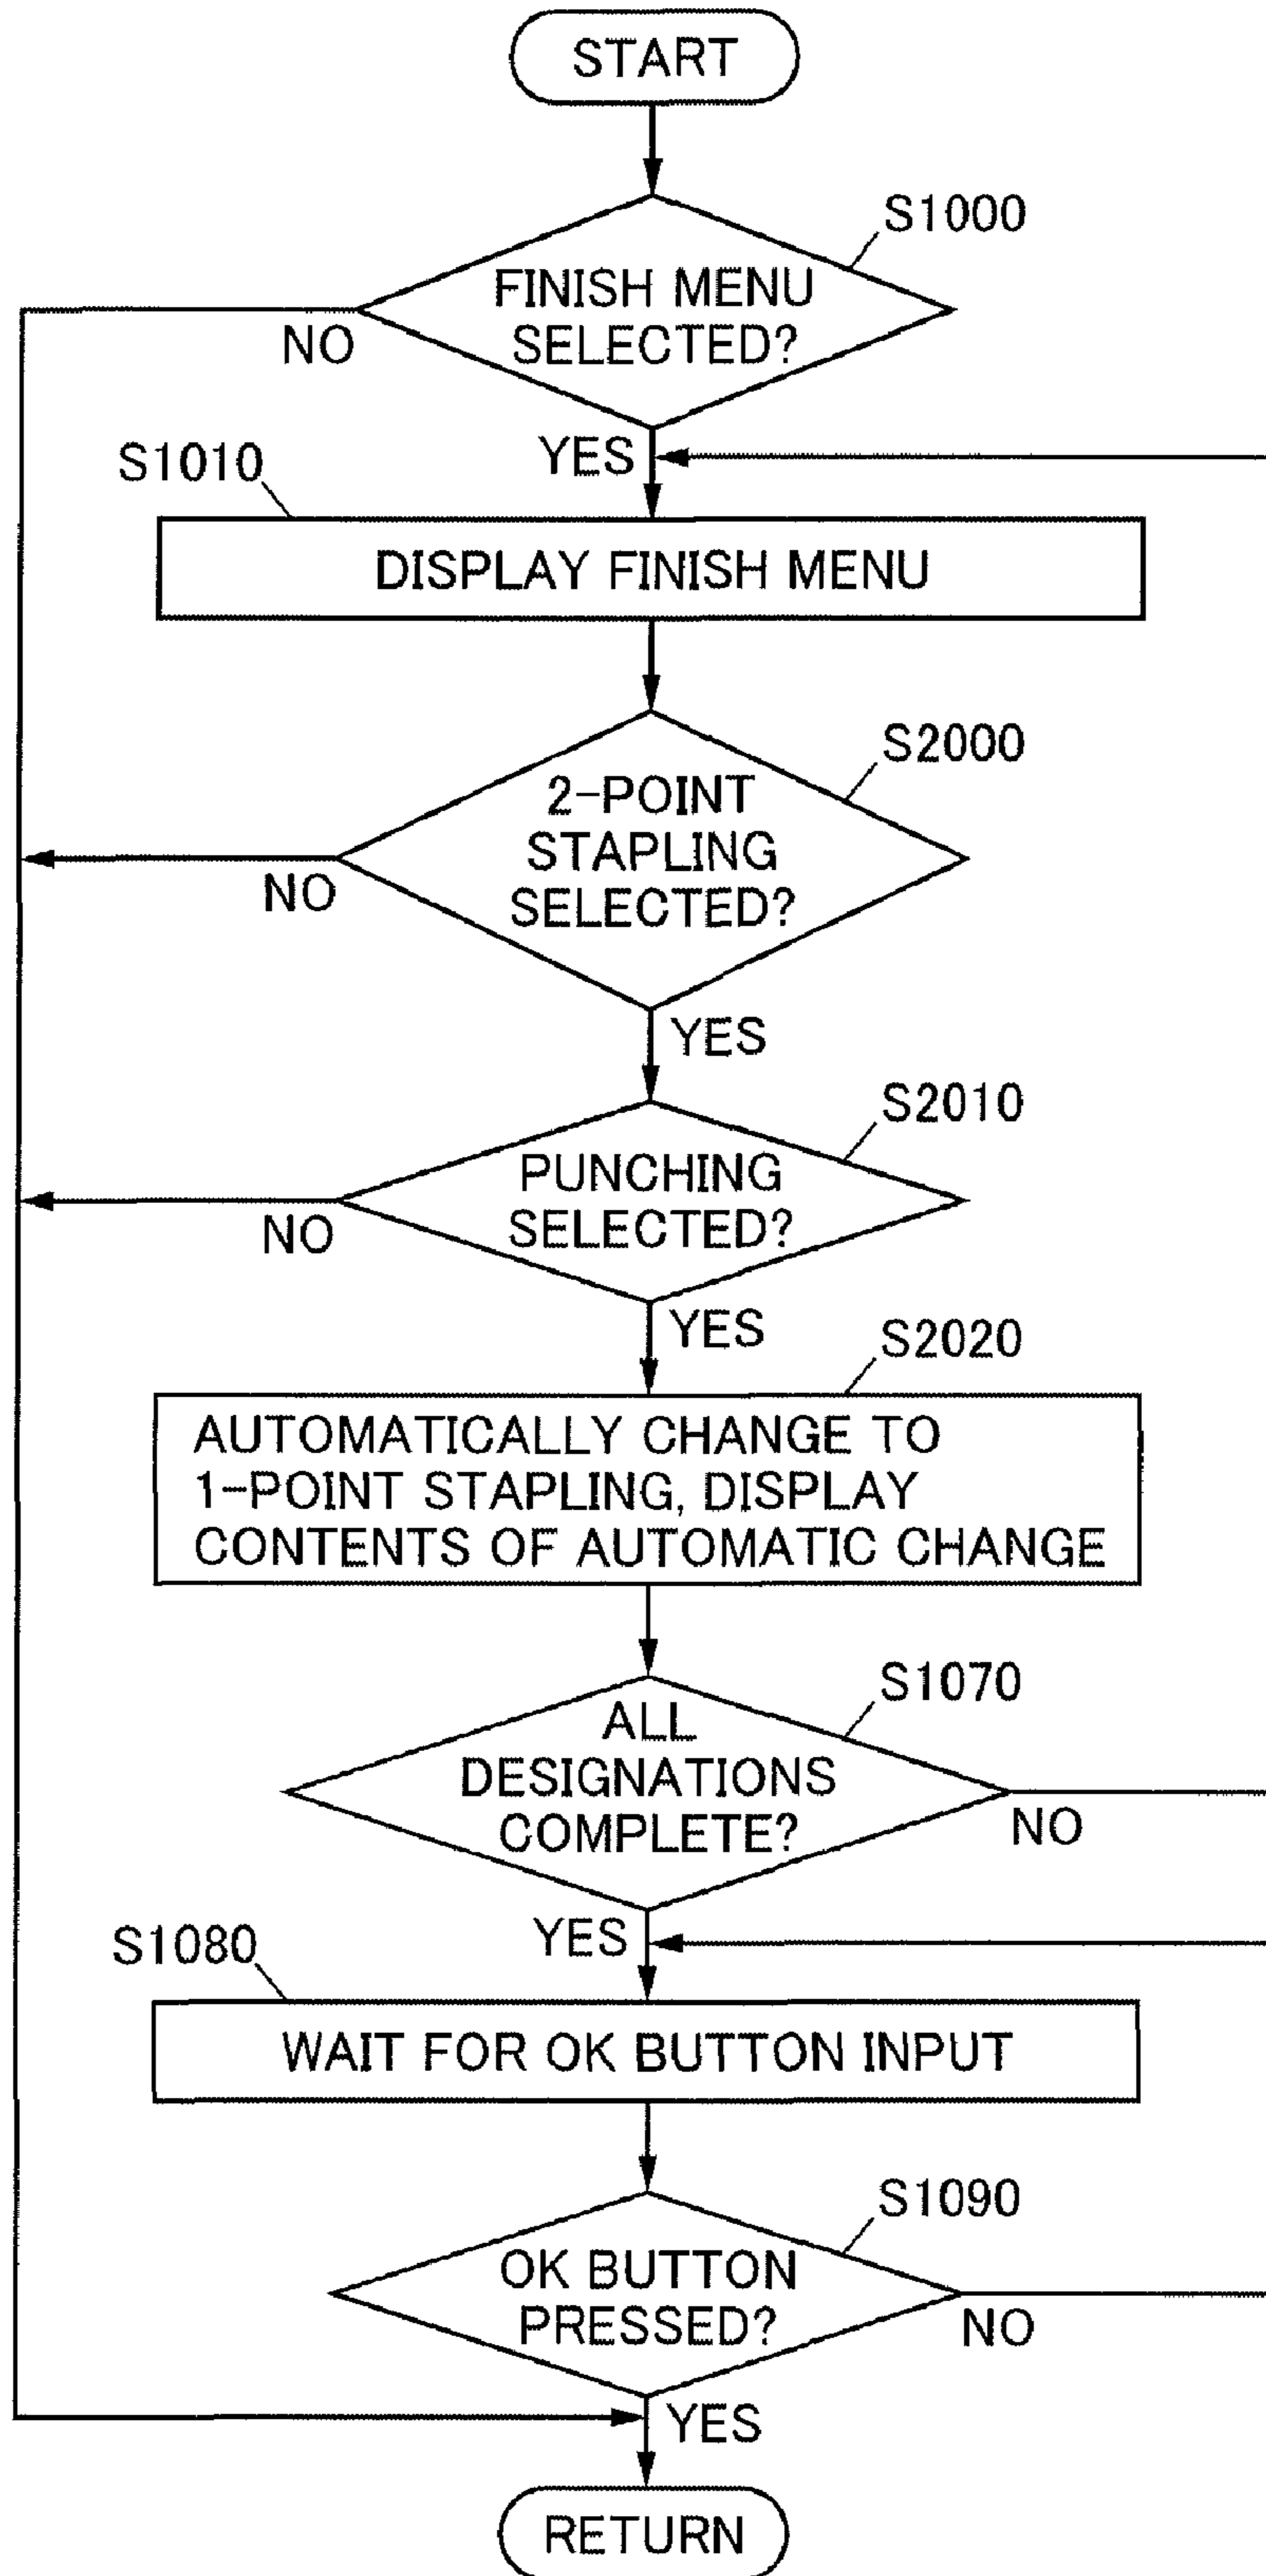 START
S1000
FINISH MENU
SELECTED?
NO
YES
S1010
DISPLAY FINISH MENU
S2000
2-POINT
STAPLING
SELECTED?
NO
YES
S2010
PUNCHING
SELECTED?
NO
YES
S2020
AUTOMATICALLY CHANGE TO
1-POINT STAPLING, DISPLAY
CONTENTS OF AUTOMATIC CHANGE
S1070
ALL
DESIGNATIONS
COMPLETE?
NO
YES
S1080
WAIT FOR OK BUTTON INPUT
S1090
OK BUTTON
PRESSED?
NO
YES
RETURN